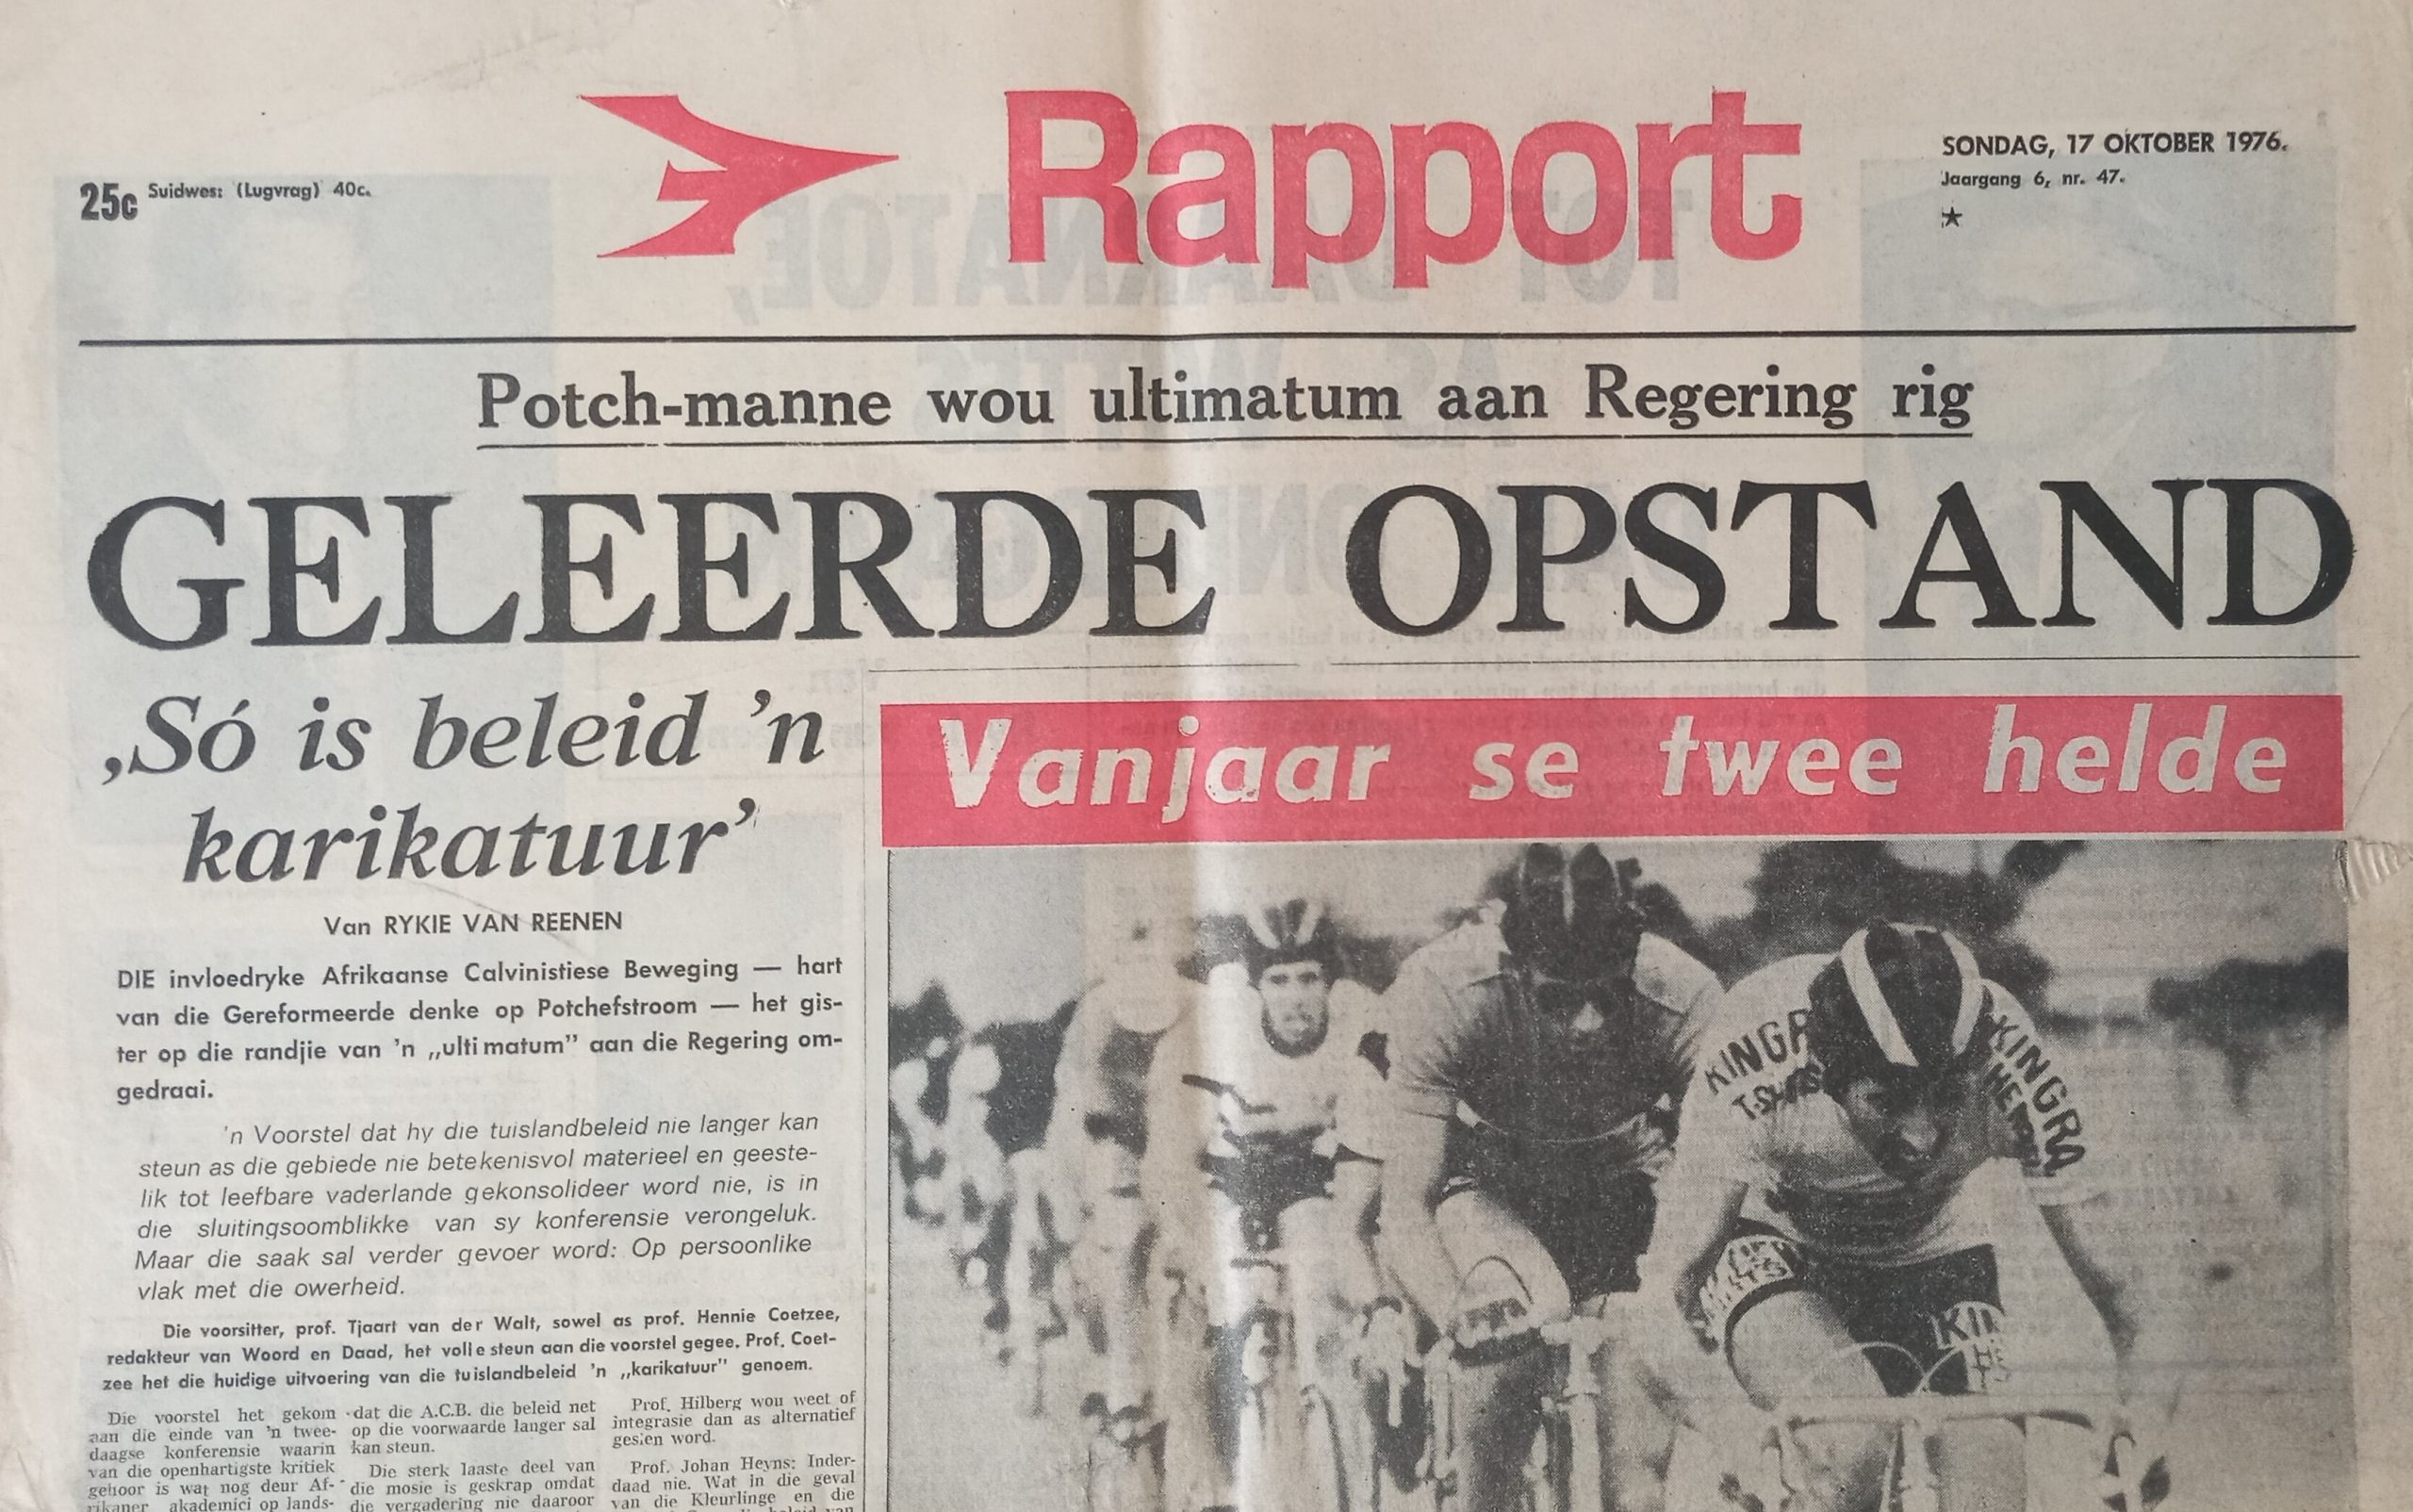 25c Suidwes: (Lugvrag) 40c.
Rapport
SONDAG, 17 OKTOBER 1976.
Jaargang 6, nr. 47.
★
Potch-manne wou ultimatum aan Regering rig
GELEERDE OPSTAND
‚Só is beleid 'n
karikatuur’
Van RYKIE VAN REENEN
DIE invloedryke Afrikaanse Calvinistiese Beweging — hart
van die Gereformeerde denke op Potchefstroom — het gis-
ter op die randjie van 'n „ultimatum” aan die Regering om-
gedraai.
'n Voorstel dat hy die tuislandbeleid nie langer kan
steun as die gebiede nie betekenisvol materieel en geeste-
lik tot leefbare vaderlande gekonsolideer word nie, is in
die sluitingsoomblikke van sy konferensie verongeluk.
Maar die saak sal verder gevoer word: Op persoonlike
vlak met die owerheid.
Die voorsitter, prof. Tjaart van der Walt, sowel as prof. Hennie Coetzee,
redakteur van Woord en Daad, het volle steun aan die voorstel gegee. Prof. Coet-
zee het die huidige uitvoering van die tuislandbeleid 'n „karikatuur” genoem.
Die voorstel het gekom
aan die einde van 'n twee-
daagse konferensie waarin
van die openhartigste kritiek
gehoor is wat nog deur Af-
rikaner akademici op lands-
dat die A.C.B. die beleid net
op die voorwaarde langer sal
kan steun.
Die sterk laaste deel van
die mosie is geskrap omdat
die vergadering nie daaroor
Prof. Hilberg wou weet of
integrasie dan as alternatief
gesien word.
Prof. Johan Heyns: Inder-
daad nie. Wat in die geval
van die Kleurlinge en die
Vanjaar se twee helde
KINGR
T-SHIRTS
KINGRA
KIN